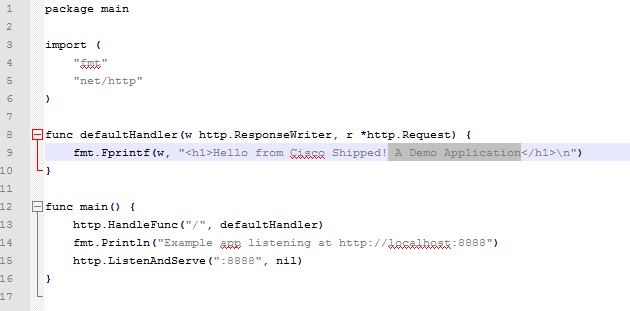 1 package main
2
3 import (
4     "fmt"
5     "net/http"
6 )
7
8 func defaultHandler(w http.ResponseWriter, r *http.Request) {
9     fmt.Fprintf(w, "<h1>Hello from Cisco Shipped! A Demo Application</h1>\n")
10 }
11
12 func main() {
13     http.HandleFunc("/", defaultHandler)
14     fmt.Println("Example app listening at http://localhost:8888")
15     http.ListenAndServe(":8888", nil)
16 }
17